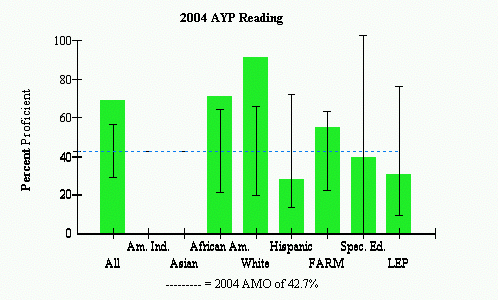 2004 AYP Reading
Percent Proficient
100
80
60
40
20
0
Am. Ind.
African Am.
Hispanic
Spec. Ed.
All
Asian
White
FARM
LEP
--------- = 2004 AMO of 42.7%